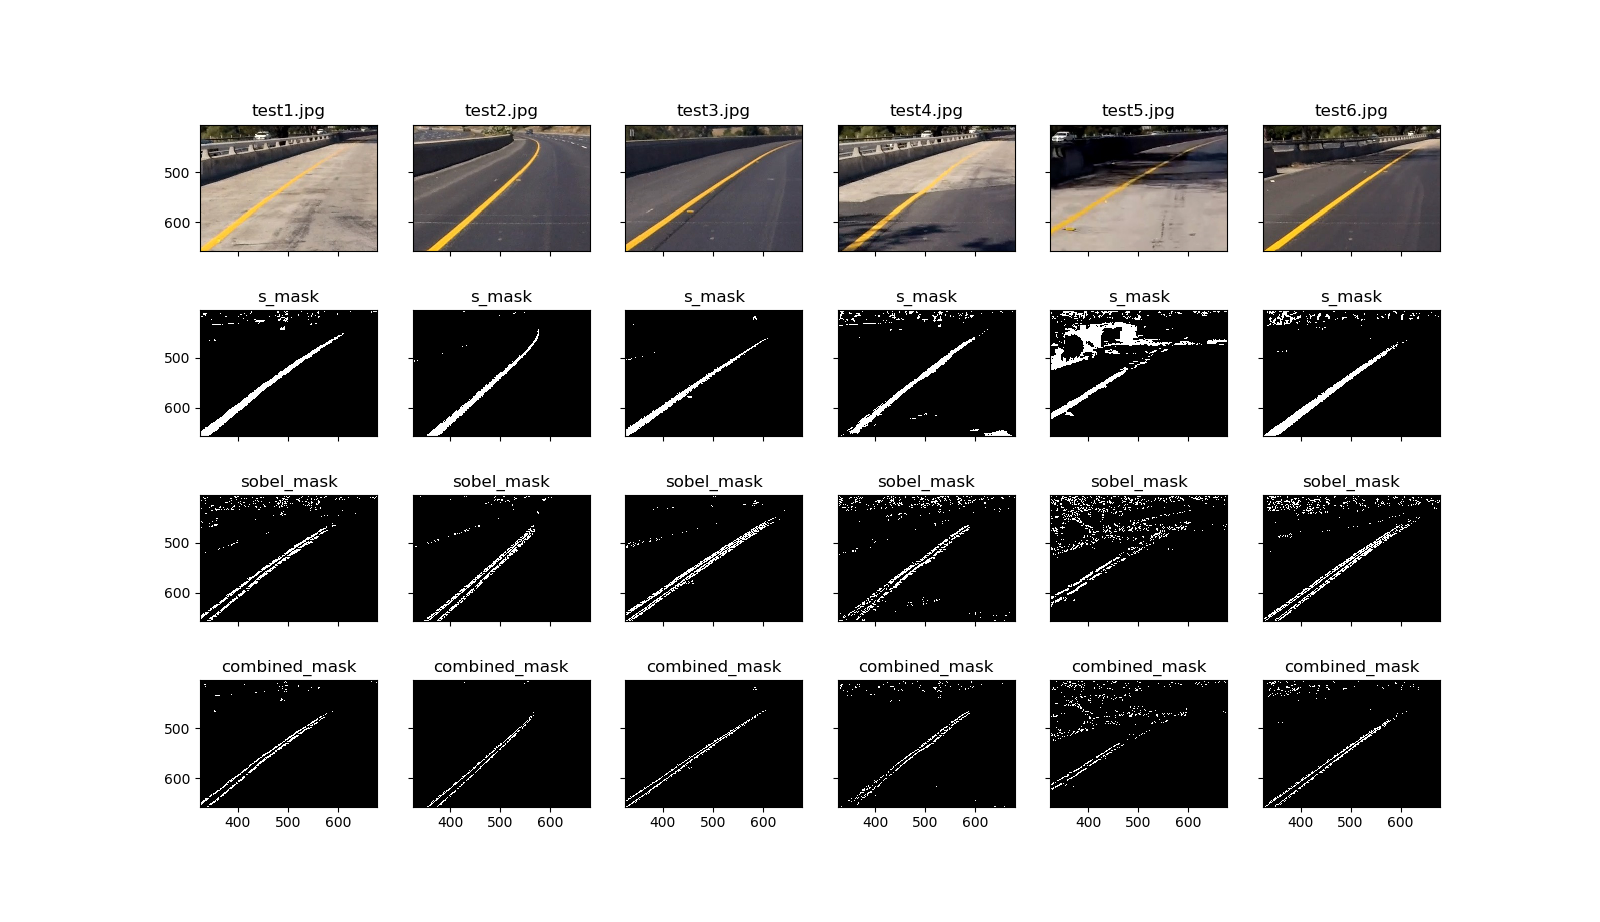 test1.jpg test2.jpg test3.jpg test4.jpg test5.jpg test6.jpg
500
600
s_mask s_mask s_mask s_mask s_mask s_mask
500
600
sobel_mask sobel_mask sobel_mask sobel_mask sobel_mask sobel_mask
500
600
combined_mask combined_mask combined_mask combined_mask combined_mask combined_mask
500
600
400 500 600 400 500 600 400 500 600 400 500 600 400 500 600 400 500 600